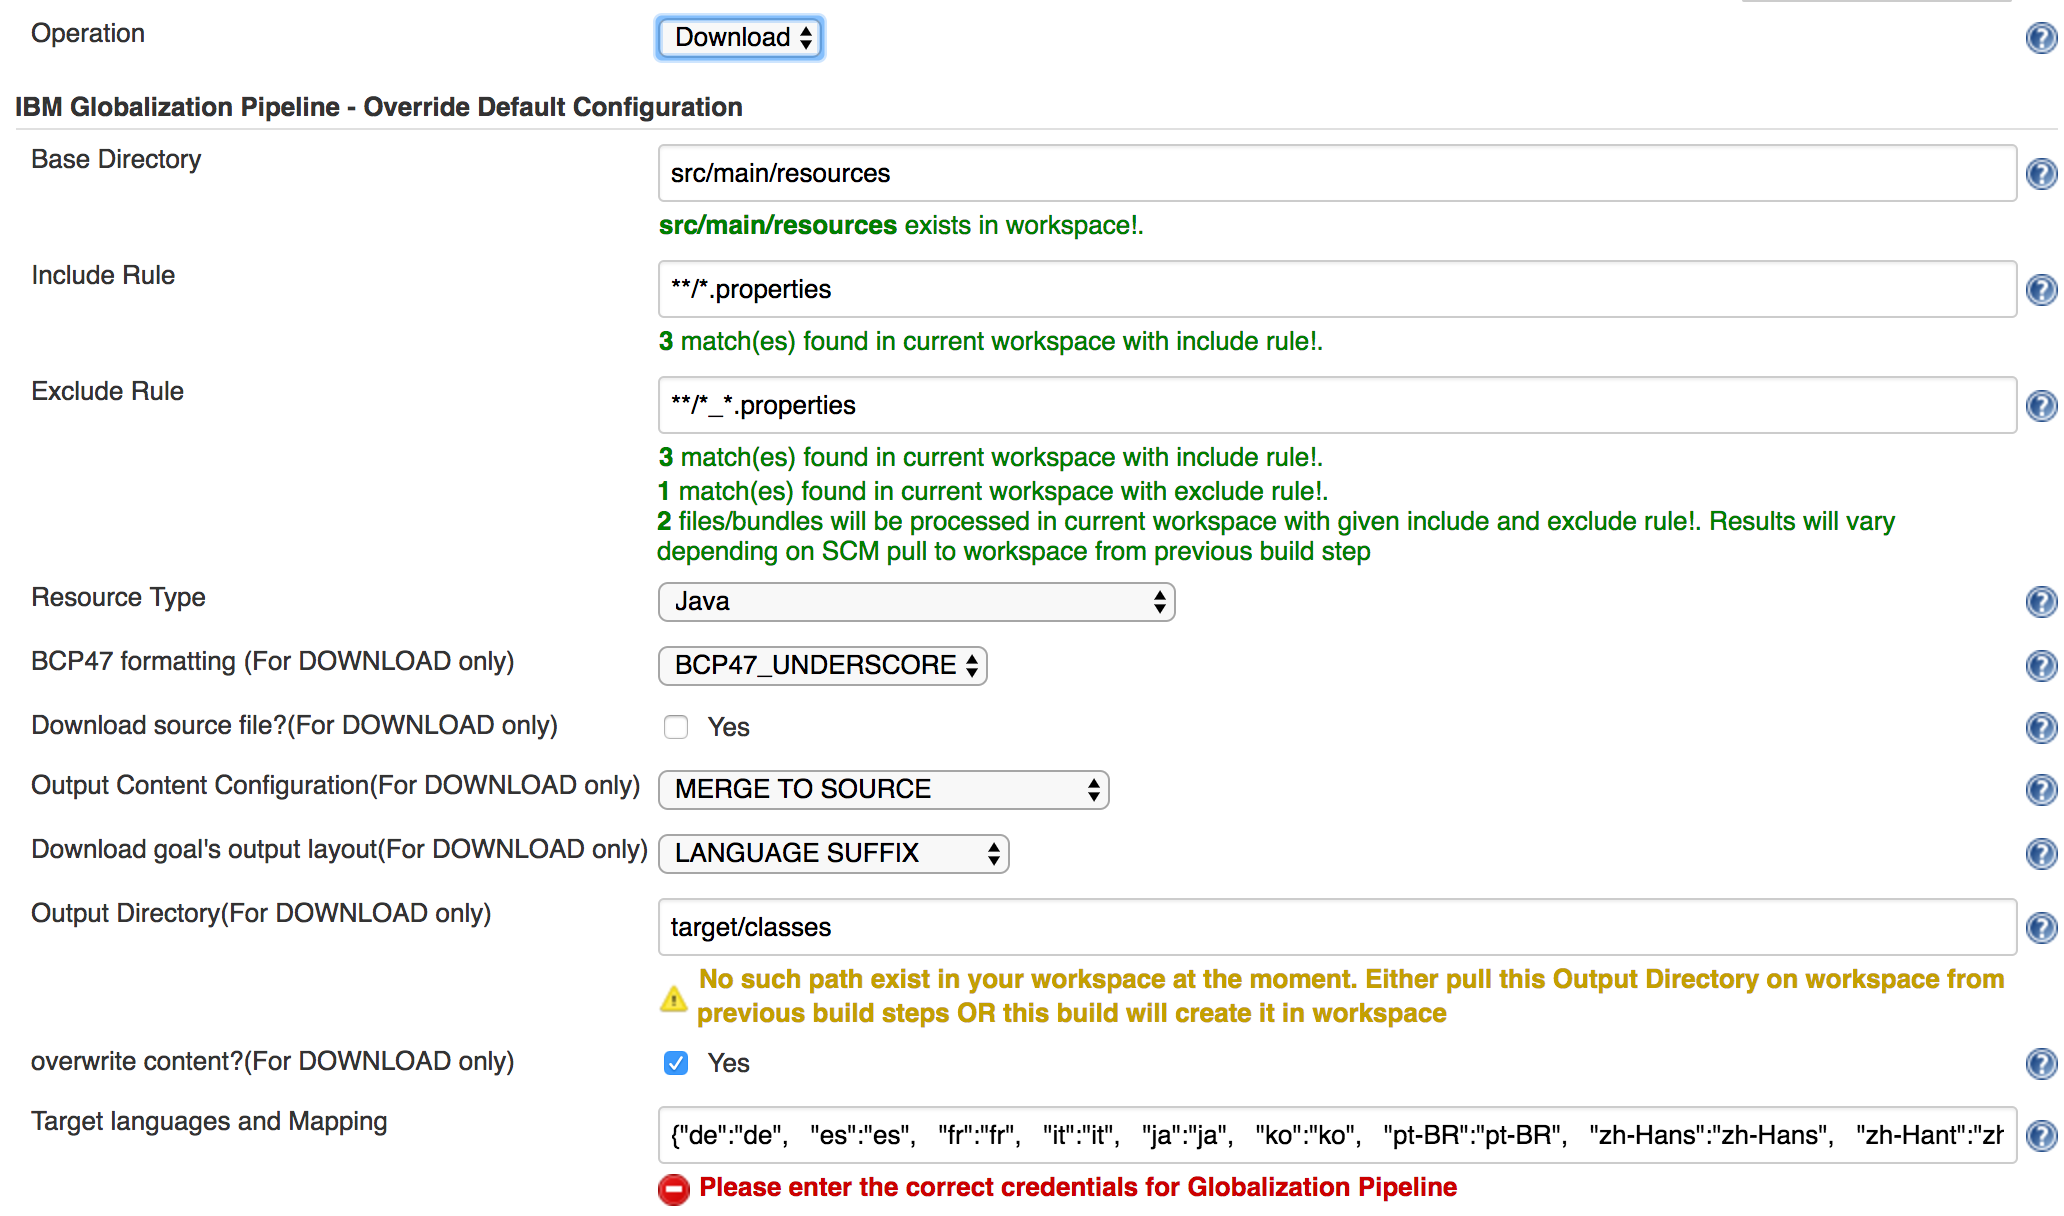 Operation
Download
IBM Globalization Pipeline - Override Default Configuration
Base Directory
src/main/resources
src/main/resources exists in workspace!.
Include Rule
**/*.properties
3 match(es) found in current workspace with include rule!.
Exclude Rule
**/*_*.properties
3 match(es) found in current workspace with include rule!.
1 match(es) found in current workspace with exclude rule!.
2 files/bundles will be processed in current workspace with given include and exclude rule!. Results will vary
depending on SCM pull to workspace from previous build step
Resource Type
Java
BCP47 formatting (For DOWNLOAD only)
BCP47_UNDERSCORE
Download source file?(For DOWNLOAD only)
Yes
Output Content Configuration(For DOWNLOAD only)
MERGE TO SOURCE
Download goal's output layout(For DOWNLOAD only)
LANGUAGE SUFFIX
Output Directory(For DOWNLOAD only)
target/classes
No such path exist in your workspace at the moment. Either pull this Output Directory on workspace from
previous build steps OR this build will create it in workspace
overwrite content?(For DOWNLOAD only)
Yes
Target languages and Mapping
{"de":"de", "es":"es", "fr":"fr", "it":"it", "ja":"ja", "ko":"ko", "pt-BR":"pt-BR", "zh-Hans":"zh-Hans", "zh-Hant":"zh
Please enter the correct credentials for Globalization Pipeline